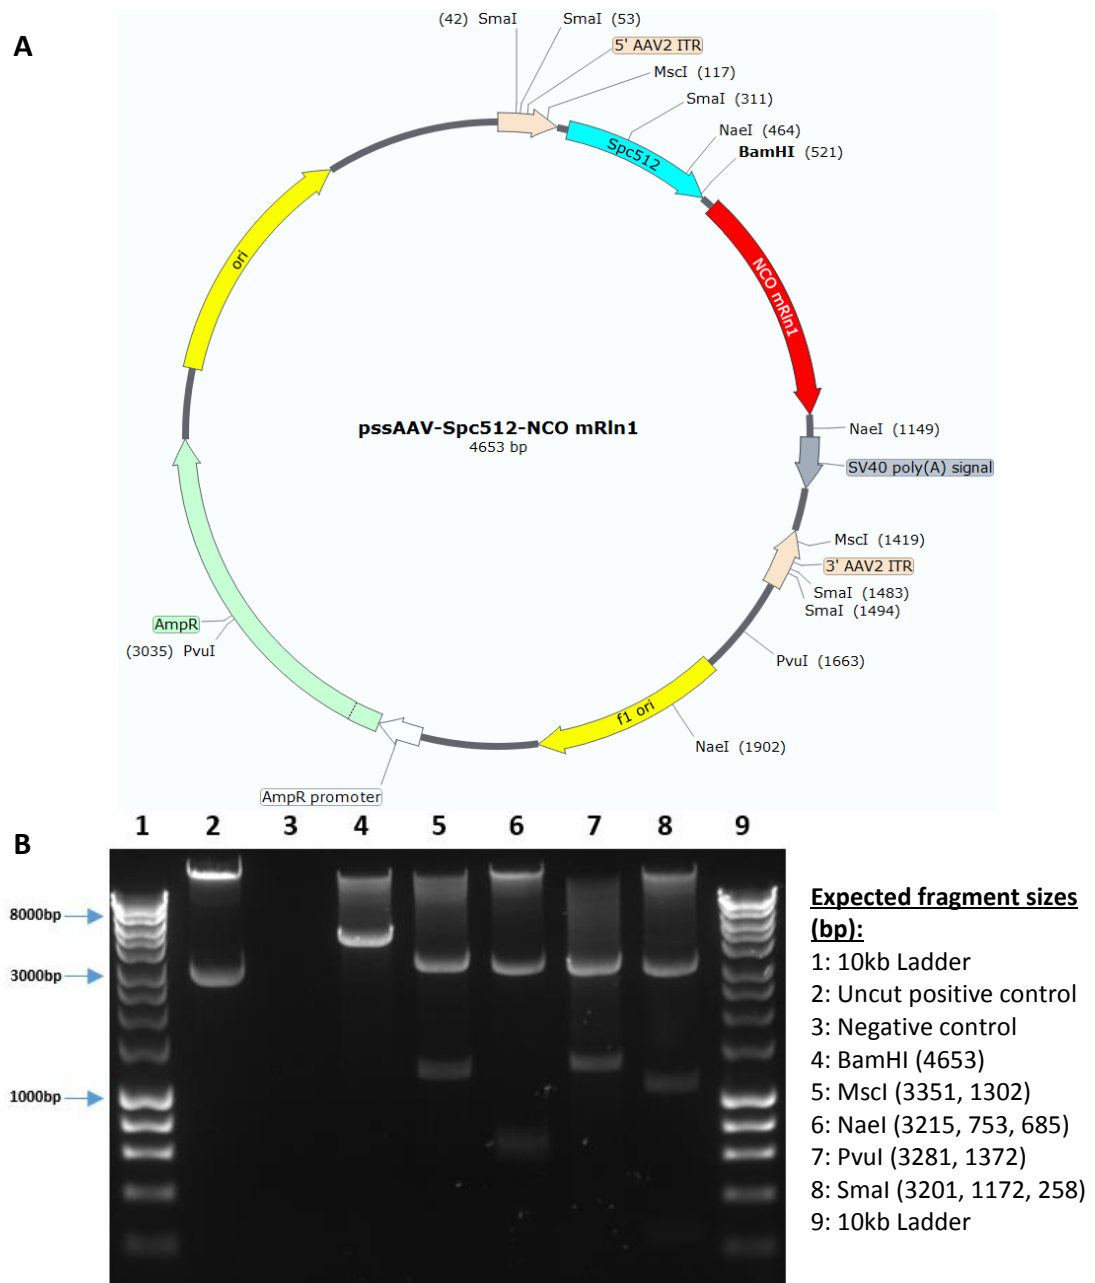 A
(42) SmaI
SmaI (53)
5' AAV2 ITR
MscI (117)
SmaI (311)
NaeI (464)
BamHI (521)
Spc512
NCO mRln1
ori
pssAAV-Spc512-NCO mRln1
4653 bp
NaeI (1149)
SV40 poly(A) signal
MscI (1419)
3' AAV2 ITR
SmaI (1483)
SmaI (1494)
AmpR
(3035) PvuI
PvuI (1663)
f1 ori
NaeI (1902)
AmpR promoter
B
1 2 3 4 5 6 7 8 9
8000bp
3000bp
1000bp
Expected fragment sizes
(bp):
1: 10kb Ladder
2: Uncut positive control
3: Negative control
4: BamHI (4653)
5: MscI (3351, 1302)
6: NaeI (3215, 753, 685)
7: PvuI (3281, 1372)
8: SmaI (3201, 1172, 258)
9: 10kb Ladder